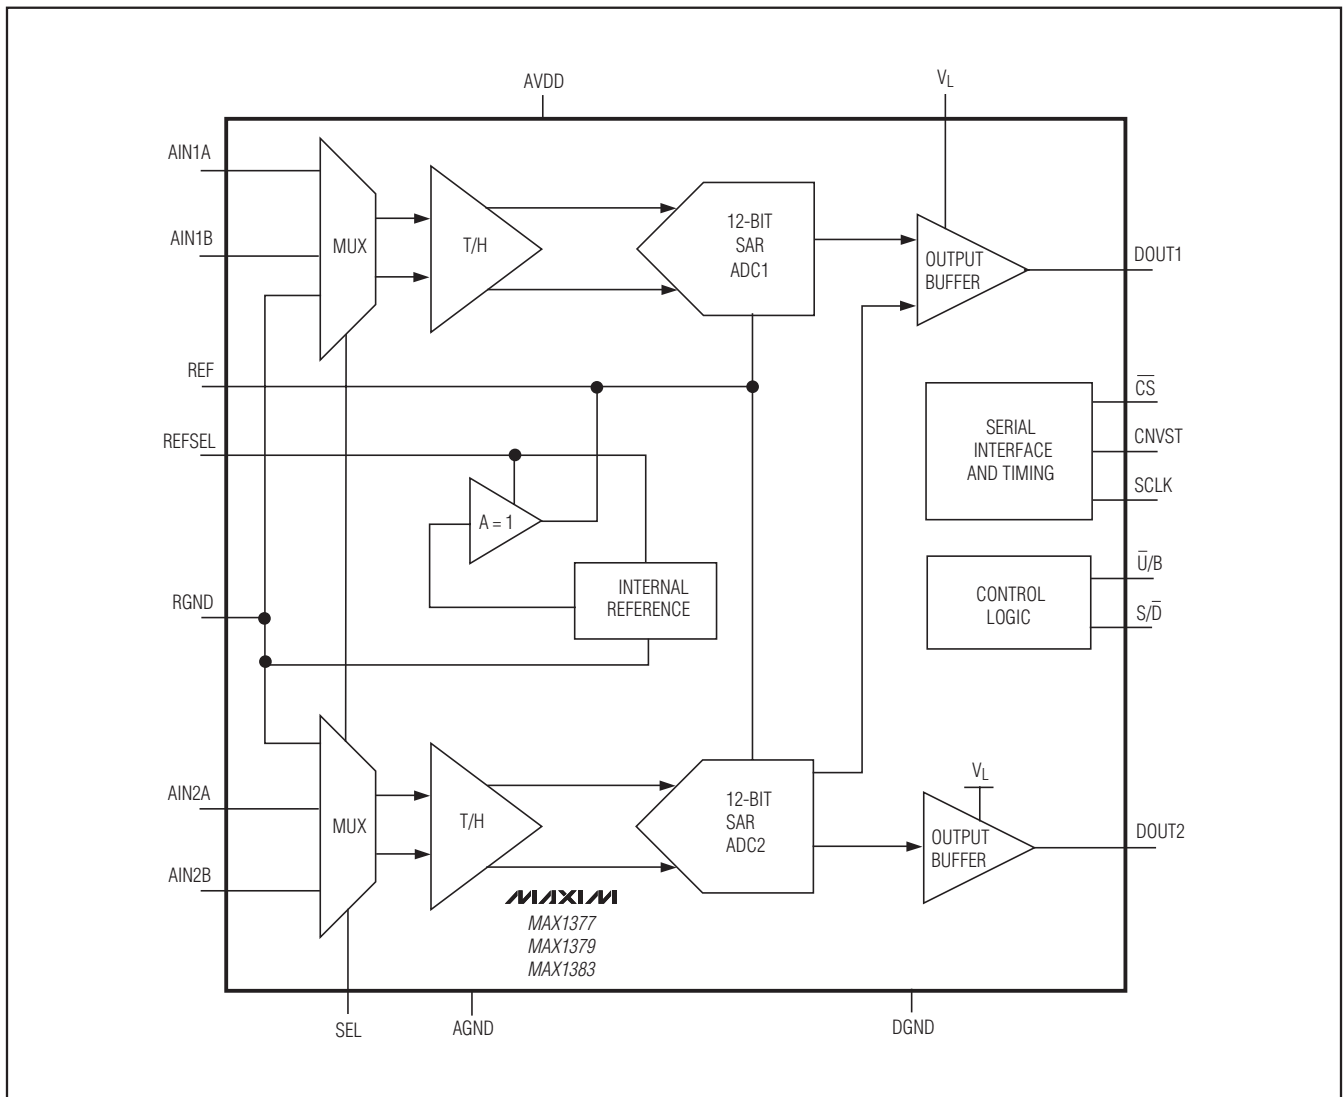 AVDD
VL
AIN1A
AIN1B
MUX
T/H
12-BIT
SAR
ADC1
OUTPUT
BUFFER
DOUT1
REF
REFSEL
A = 1
INTERNAL
REFERENCE
RGND
SERIAL
INTERFACE
AND TIMING
C̅S̅
CNVST
SCLK
CONTROL
LOGIC
U̅/B
S/D̅
AIN2A
AIN2B
MUX
T/H
12-BIT
SAR
ADC2
VL
OUTPUT
BUFFER
DOUT2
MAXIM
MAX1377
MAX1379
MAX1383
SEL
AGND
DGND